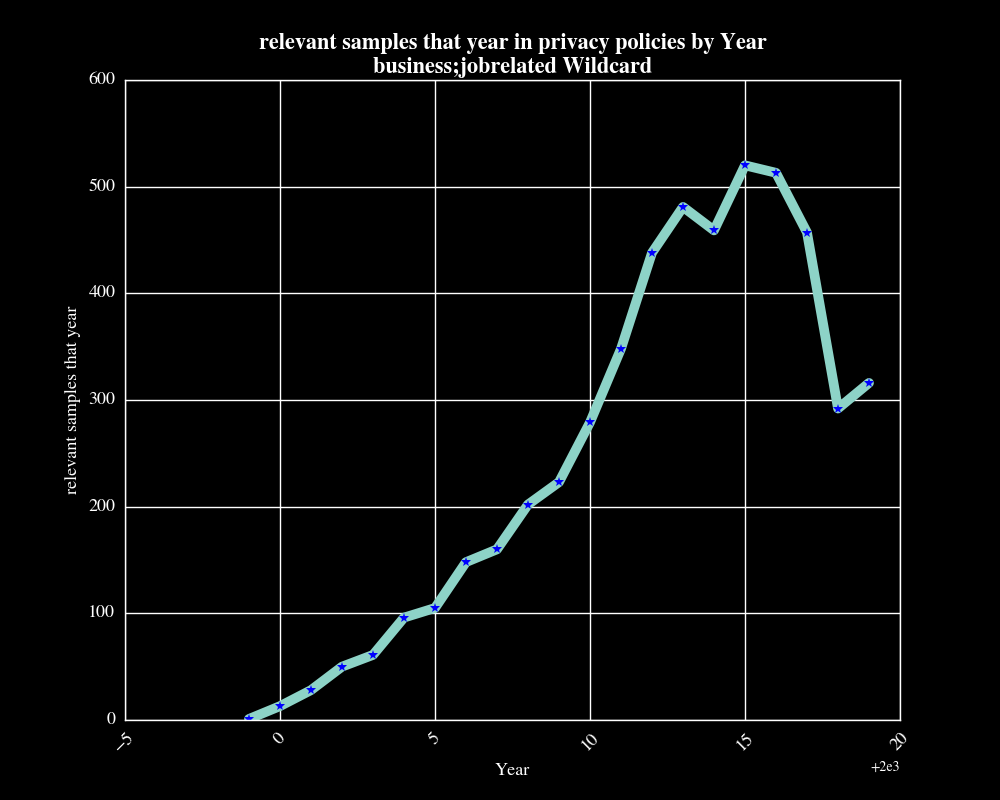 relevant samples that year in privacy policies by Year
business;jobrelated Wildcard
600
500
400
300
200
100
0
relevant samples that year
−5
0
5
10
15
20
Year
+2e3